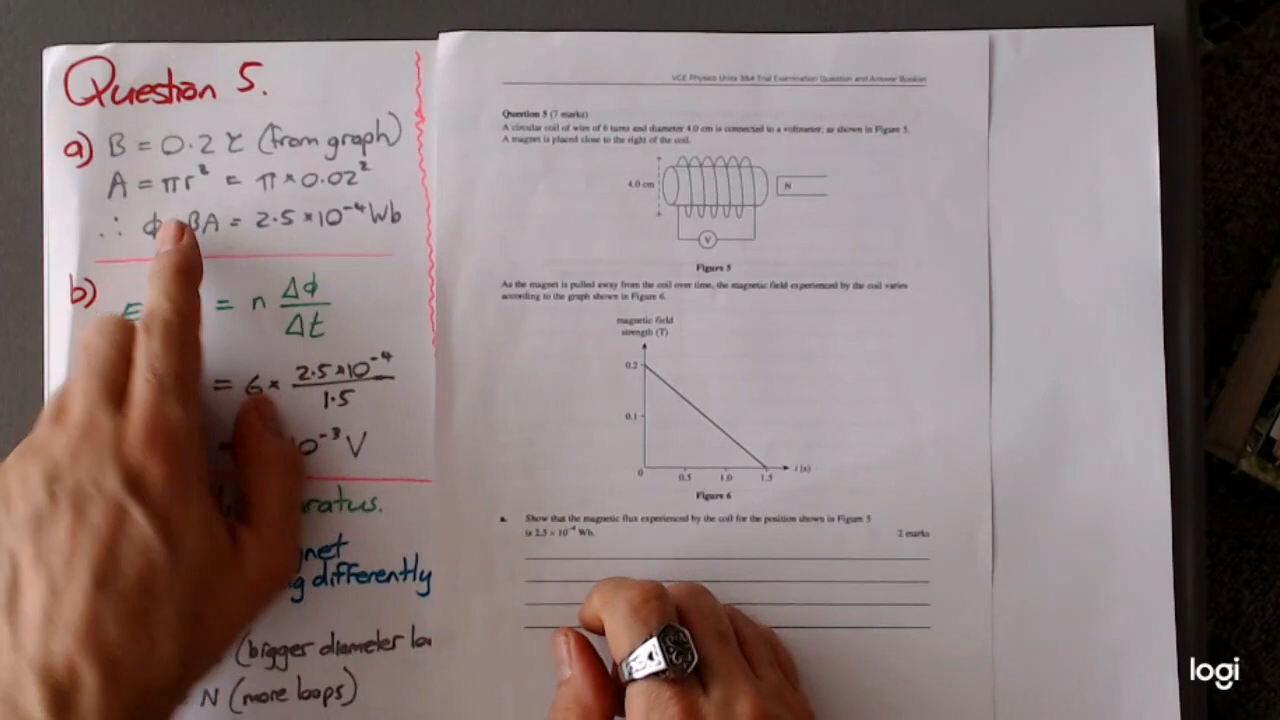 Question 5.
a) B = 0.2 T (from graph)
A = πr² = π × 0.02²
∴ ϕ BA = 2.5 × 10⁻⁴ Wb
b) = n Δϕ/Δt
= 6 × 2.5×10⁻⁴/1.5
= 10⁻³ V
differently
(bigger diameter
N (more loops)
VCE Physics Units 3&4 Trial Examination Question and Answer Booklet
Question 5 (7 marks)
A circular coil of wire of 6 turns and diameter 4.0 cm is connected to a voltmeter, as shown in Figure 5.
A magnet is placed close to the right of the coil.
4.0 cm
N
V
Figure 5
As the magnet is pulled away from the coil over time, the magnetic field experienced by the coil varies
according to the graph shown in Figure 6.
magnetic field
strength (T)
0.2
0.1
0
0.5
1.0
1.5
t (s)
Figure 6
a. Show that the magnetic flux experienced by the coil for the position shown in Figure 5
is 2.5 × 10⁻⁴ Wb.
2 marks
logi